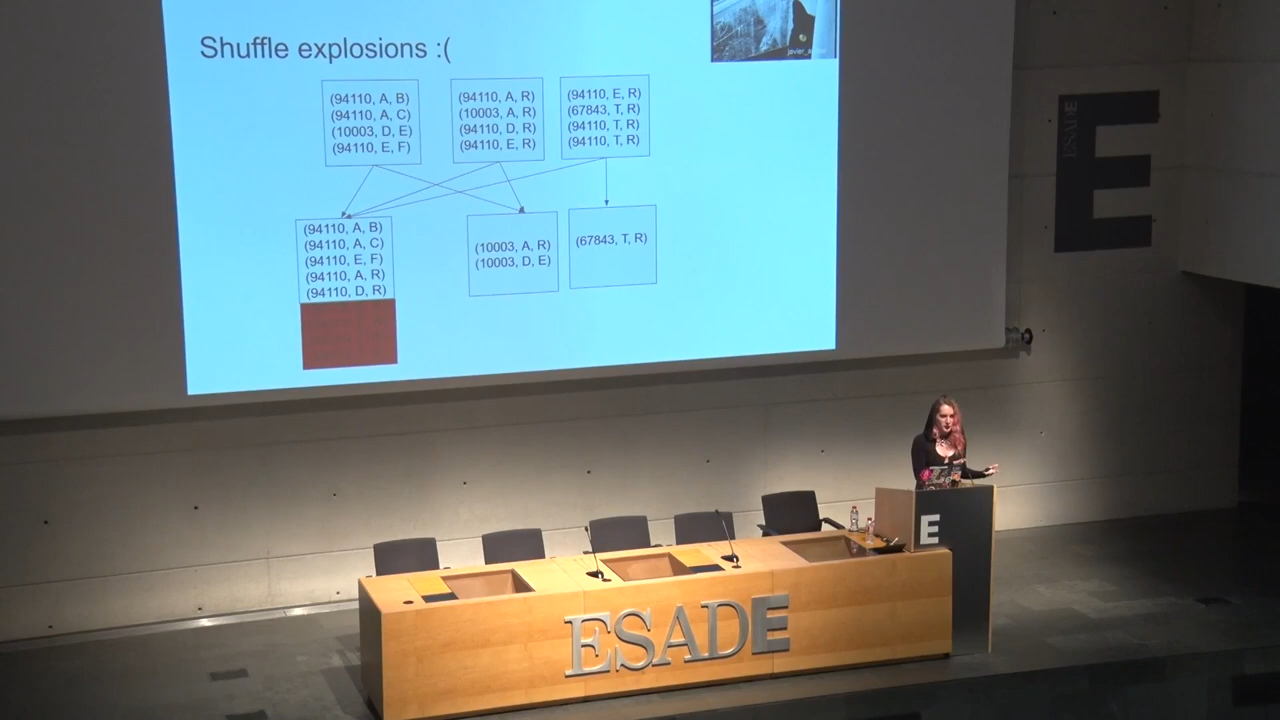 Shuffle explosions :(
(94110, A, B)
(94110, A, C)
(10003, D, E)
(94110, E, F)
(94110, A, R)
(10003, A, R)
(94110, D, R)
(94110, E, R)
(94110, E, R)
(67843, T, R)
(94110, T, R)
(94110, T, R)
(94110, A, B)
(94110, A, C)
(94110, E, F)
(94110, A, R)
(94110, D, R)
(10003, A, R)
(10003, D, E)
(67843, T, R)
ESADE
E
E
ESADE